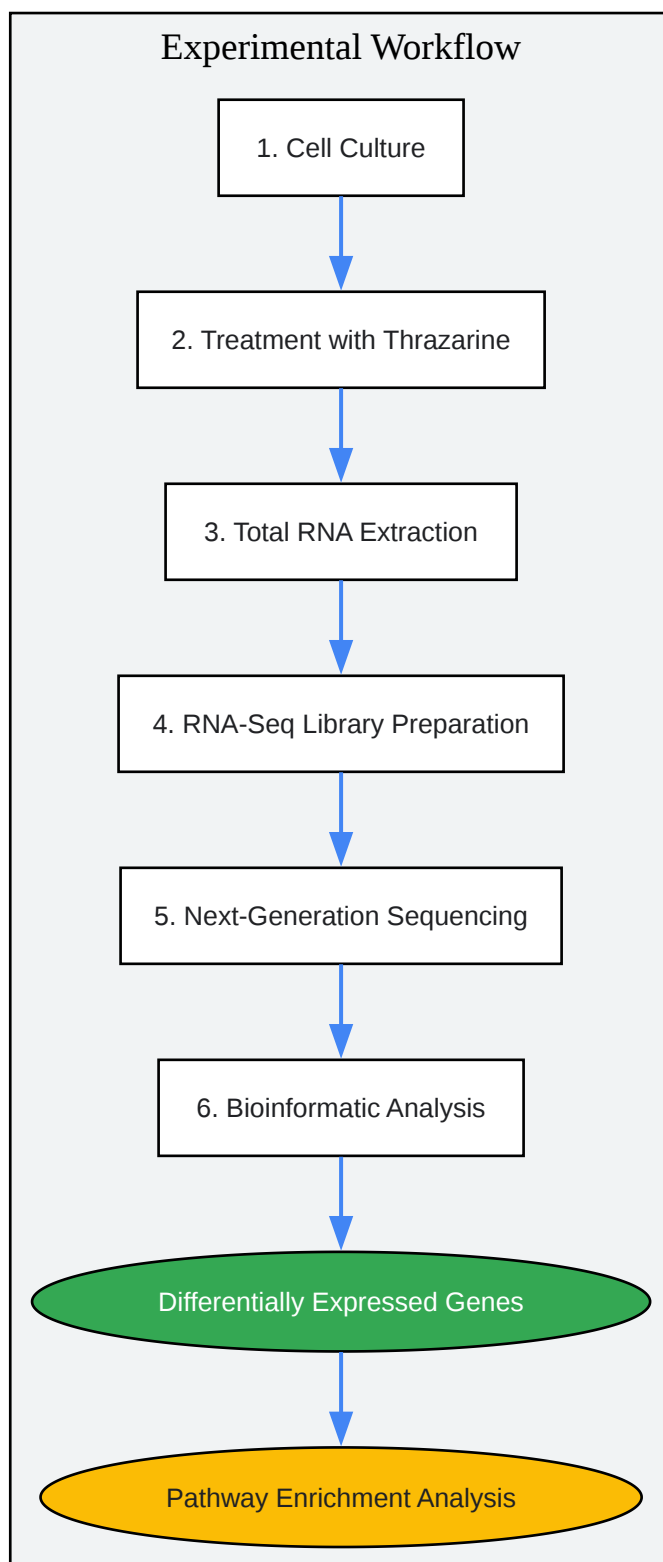 Experimental Workflow
1. Cell Culture
2. Treatment with Thrazarine
3. Total RNA Extraction
4. RNA-Seq Library Preparation
5. Next-Generation Sequencing
6. Bioinformatic Analysis
Differentially Expressed Genes
Pathway Enrichment Analysis